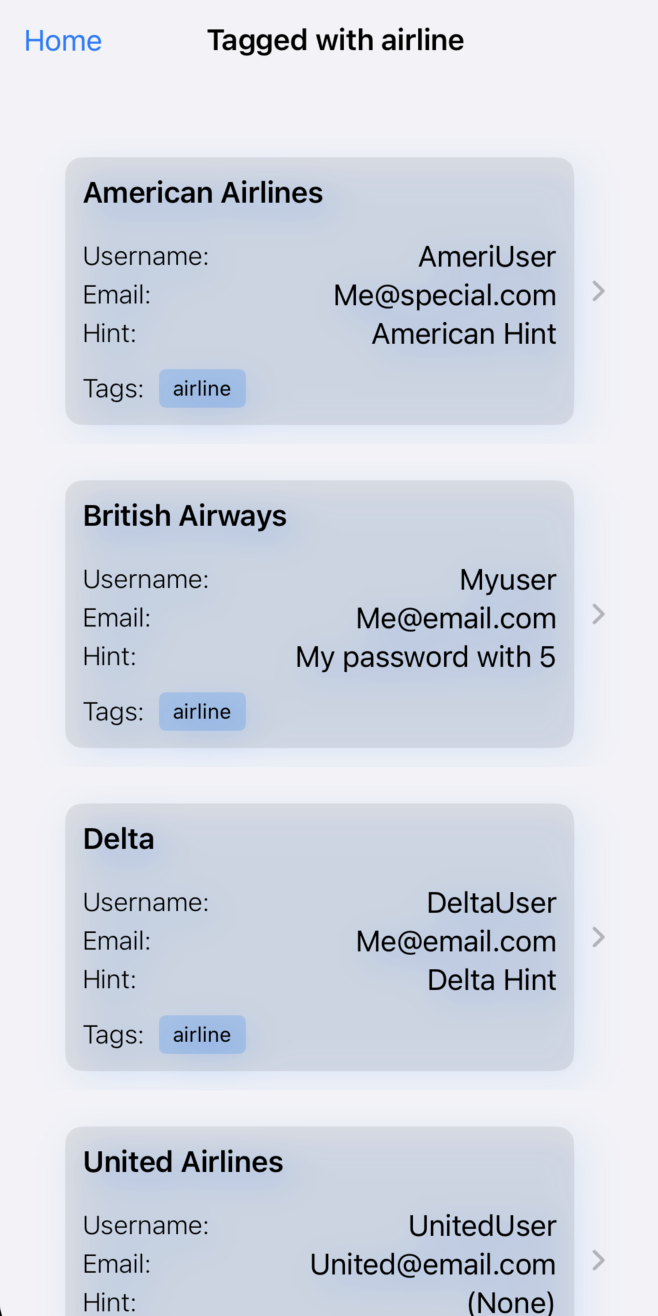 Home Tagged with airline
American Airlines
Username: AmeriUser
Email: Me@special.com
Hint: American Hint
Tags: airline
British Airways
Username: Myuser
Email: Me@email.com
Hint: My password with 5
Tags: airline
Delta
Username: DeltaUser
Email: Me@email.com
Hint: Delta Hint
Tags: airline
United Airlines
Username: UnitedUser
Email: United@email.com
Hint: (None)